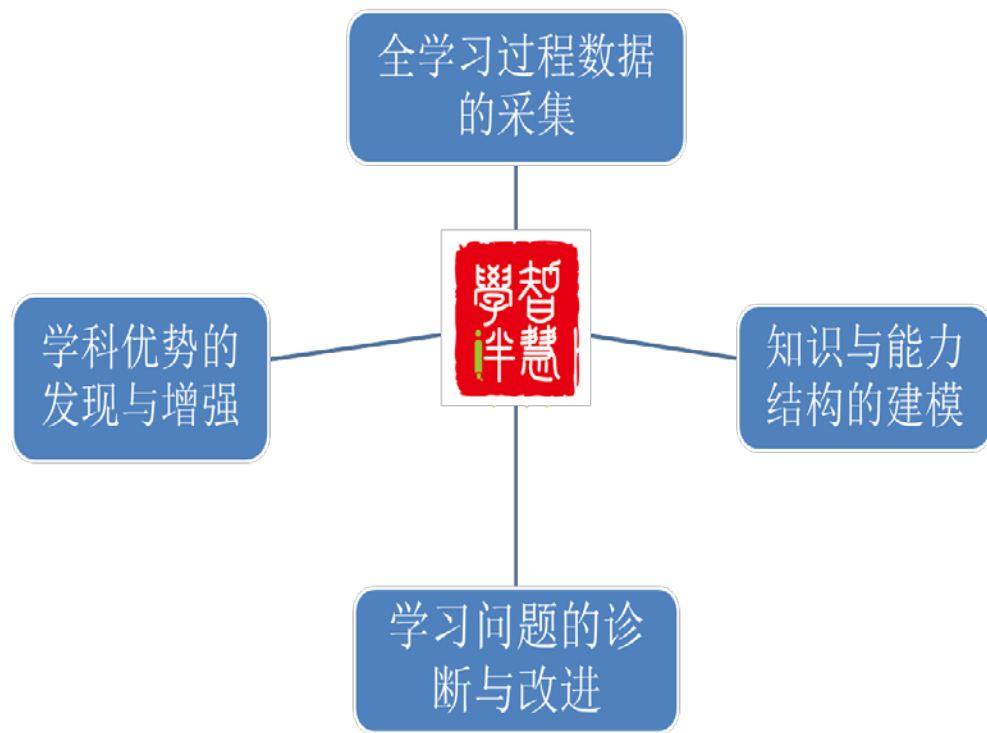 全学习过程数据
的采集
智慧
學伴
学科优势的
发现与增强
知识与能力
结构的建模
学习问题的诊
断与改进